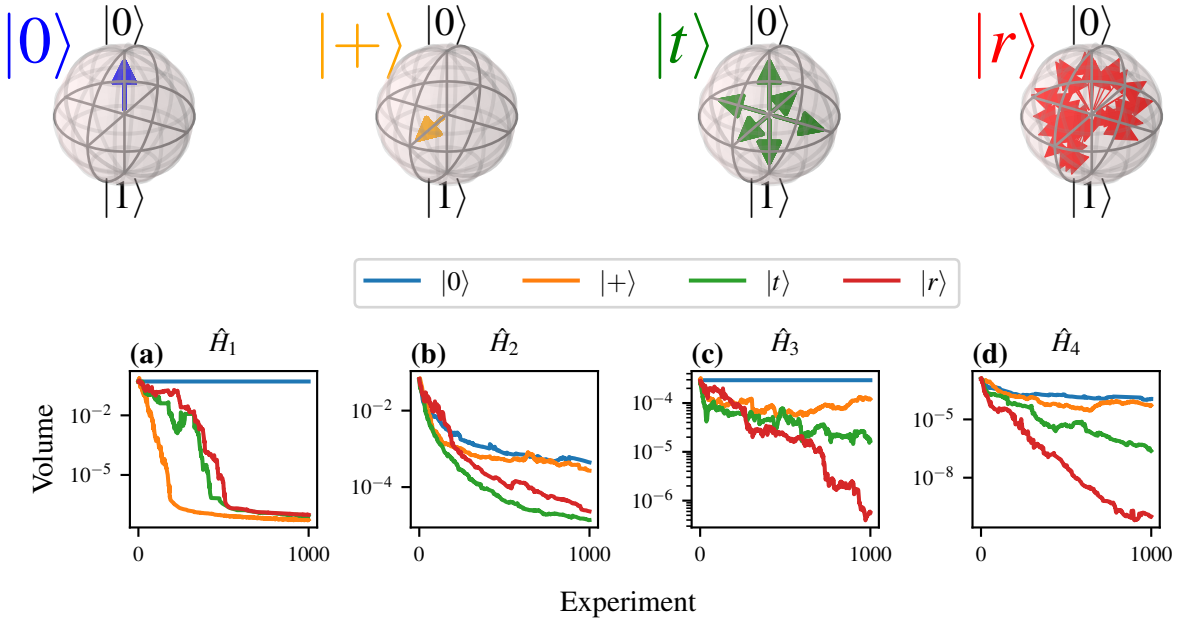 |0⟩ |0⟩ |+⟩ |0⟩ |t⟩ |0⟩ |r⟩ |0⟩
|1⟩ |1⟩ |1⟩ |1⟩
|0⟩ |+⟩ |t⟩ |r⟩
(a) Ĥ₁ (b) Ĥ₂ (c) Ĥ₃ (d) Ĥ₄
Volume
10⁻²
10⁻⁵
0 1000
10⁻²
10⁻⁴
0 1000
10⁻⁴
10⁻⁵
10⁻⁶
0 1000
10⁻⁵
10⁻⁸
0 1000
Experiment